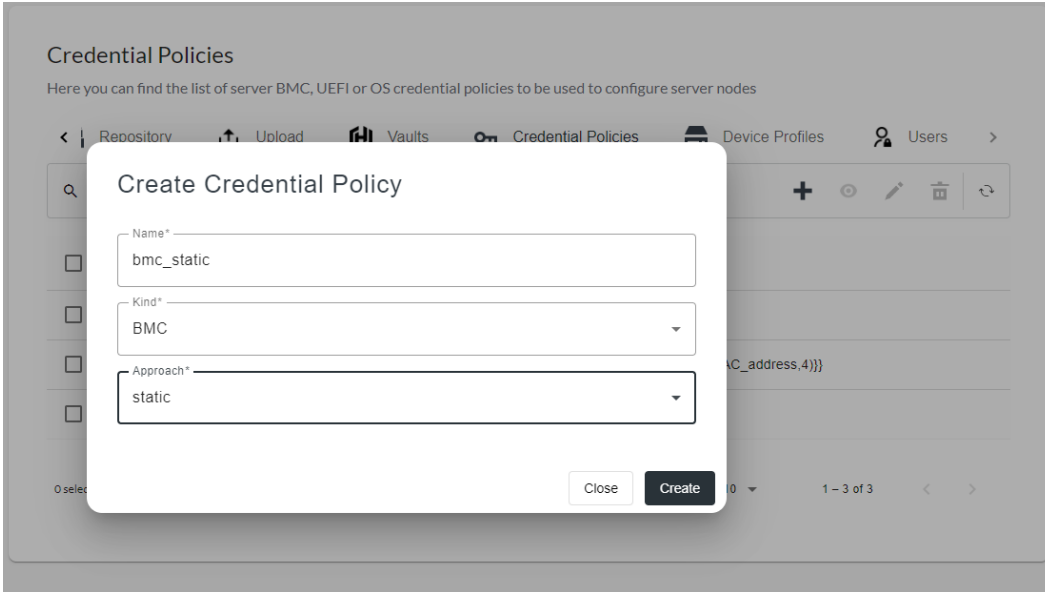 Credential Policies
Here you can find the list of server BMC, UEFI or OS credential policies to be used to configure server nodes
Repository Upload Vaults Credential Policies Device Profiles Users
Create Credential Policy
Name*
bmc_static
Kind*
BMC
AC_address,4)}}
Approach*
static
Close Create
0 selec
1 – 3 of 3